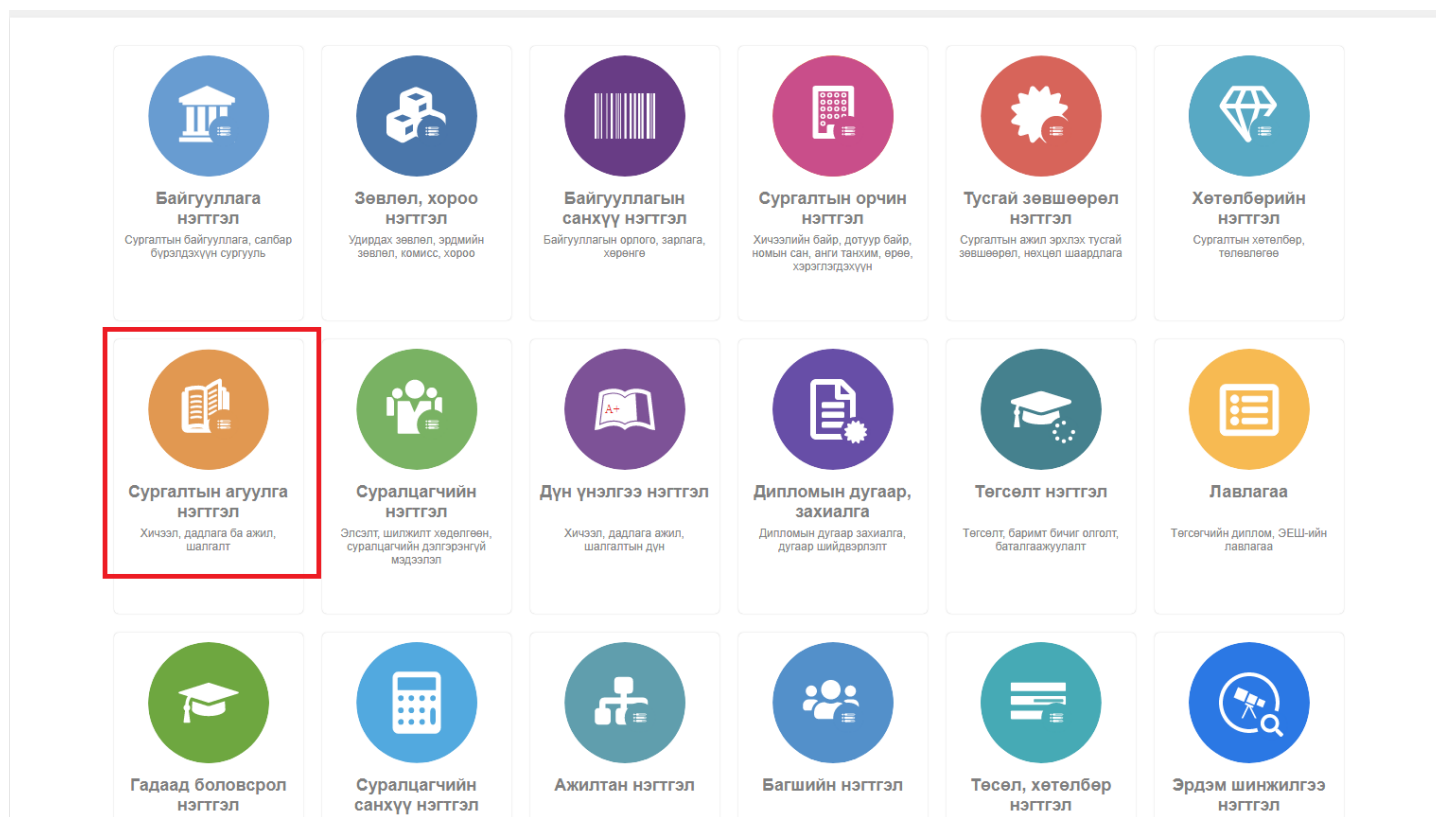 Байгууллага
нэгтгэл
Сургалтын байгууллага, салбар
бүрэлдэхүүн сургууль
Зөвлөл, хороо
нэгтгэл
Удирдах зөвлөл, эрдмийн
зөвлөл, комисс, хороо
Байгууллагын
санхүү нэгтгэл
Байгууллагын орлого, зарлага,
хөрөнгө
Сургалтын орчин
нэгтгэл
Хичээлийн байр, дотуур байр,
номын сан, анги танхим, өрөө,
хэрэглэгдэхүүн
Тусгай зөвшөөрөл
нэгтгэл
Сургалтын ажил эрхлэх тусгай
зөвшөөрөл, нөхцөл шаардлага
Хөтөлбөрийн
нэгтгэл
Сургалтын хөтөлбөр,
төлөвлөгөө
Сургалтын агуулга
нэгтгэл
Хичээл, дадлага ба ажил,
шалгалт
Суралцагчийн
нэгтгэл
Элсэлт, шилжилт хөдөлгөөн,
суралцагчийн дэлгэрэнгүй
мэдээлэл
A+
Дүн үнэлгээ нэгтгэл
Хичээл, дадлага ажил,
шалгалтын дүн
Дипломын дугаар,
захиалга
Дипломын дугаар захиалга,
дугаар шийдвэрлэлт
Төгсөлт нэгтгэл
Төгсөлт, баримт бичиг олголт,
баталгаажуулалт
Лавлагаа
Төгсөгчийн диплом, ЭЕШ-ийн
лавлагаа
Гадаад боловсрол
нэгтгэл
Суралцагчийн
санхүү нэгтгэл
Ажилтан нэгтгэл
Багшийн нэгтгэл
Төсөл, хөтөлбөр
нэгтгэл
Эрдэм шинжилгээ
нэгтгэл